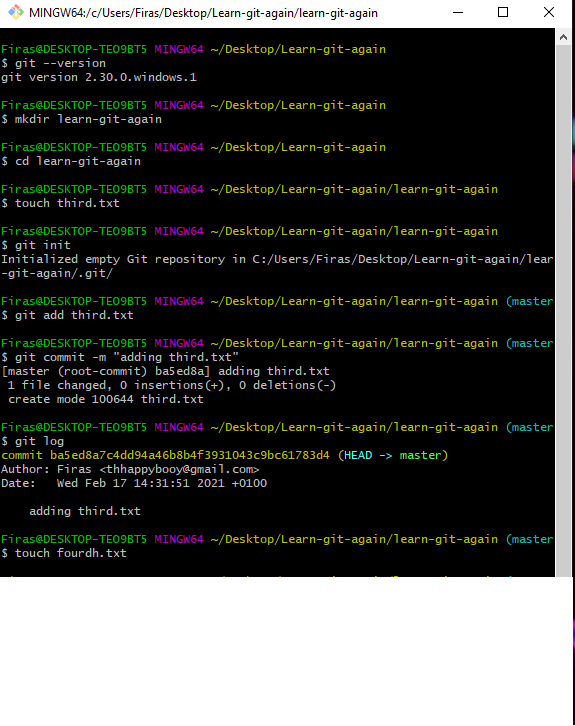 MINGW64:/c/Users/Firas/Desktop/Learn-git-again/learn-git-again
Firas@DESKTOP-TEO9BT5 MINGW64 ~/Desktop/Learn-git-again
$ git --version
git version 2.30.0.windows.1
Firas@DESKTOP-TEO9BT5 MINGW64 ~/Desktop/Learn-git-again
$ mkdir learn-git-again
Firas@DESKTOP-TEO9BT5 MINGW64 ~/Desktop/Learn-git-again
$ cd learn-git-again
Firas@DESKTOP-TEO9BT5 MINGW64 ~/Desktop/Learn-git-again/learn-git-again
$ touch third.txt
Firas@DESKTOP-TEO9BT5 MINGW64 ~/Desktop/Learn-git-again/learn-git-again
$ git init
Initialized empty Git repository in C:/Users/Firas/Desktop/Learn-git-again/lear
n-git-again/.git/
Firas@DESKTOP-TEO9BT5 MINGW64 ~/Desktop/Learn-git-again/learn-git-again (master
$ git add third.txt
Firas@DESKTOP-TEO9BT5 MINGW64 ~/Desktop/Learn-git-again/learn-git-again (master
$ git commit -m "adding third.txt"
[master (root-commit) ba5ed8a] adding third.txt
 1 file changed, 0 insertions(+), 0 deletions(-)
 create mode 100644 third.txt
Firas@DESKTOP-TEO9BT5 MINGW64 ~/Desktop/Learn-git-again/learn-git-again (master
$ git log
commit ba5ed8a7c4dd94a46b8b4f3931043c9bc61783d4 (HEAD -> master)
Author: Firas <thhappybooy@gmail.com>
Date:   Wed Feb 17 14:31:51 2021 +0100
    adding third.txt
Firas@DESKTOP-TEO9BT5 MINGW64 ~/Desktop/Learn-git-again/learn-git-again (master
$ touch fourdh.txt